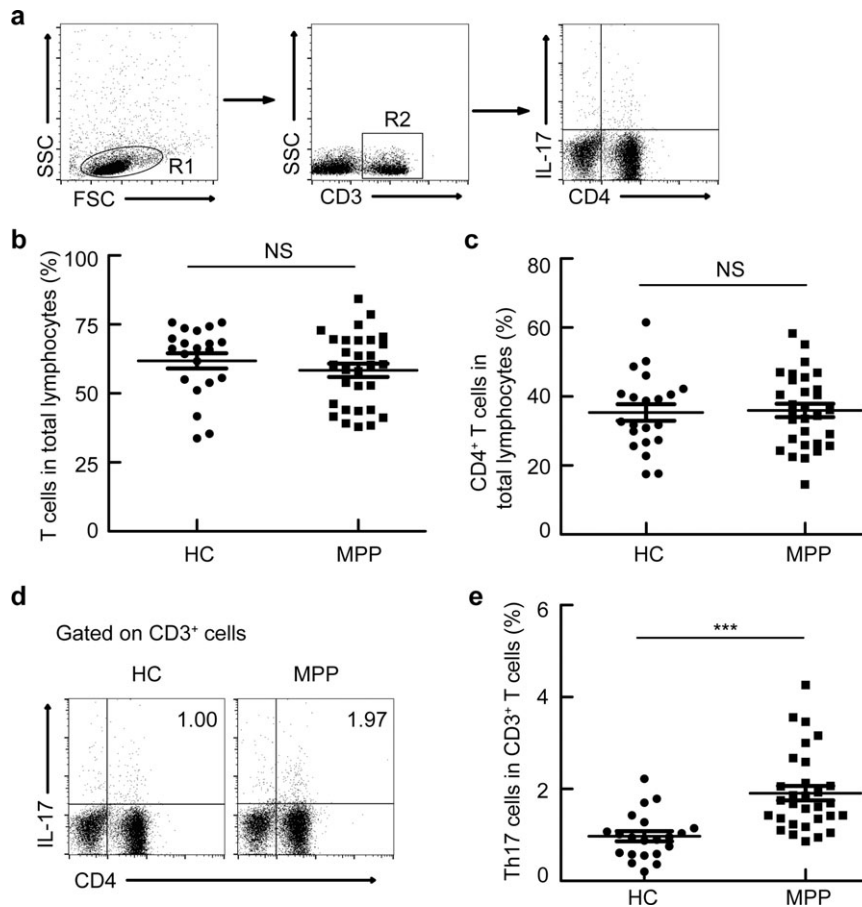 a
SSC
R1
FSC
SSC
R2
CD3
IL-17
CD4
b
T cells in total lymphocytes (%)
100
75
50
25
0
NS
HC
MPP
c
CD4⁺ T cells in
total lymphocytes (%)
80
60
40
20
0
NS
HC
MPP
d
Gated on CD3⁺ cells
HC
MPP
1.00
1.97
IL-17
CD4
e
Th17 cells in CD3⁺ T cells (%)
6
4
2
0
***
HC
MPP